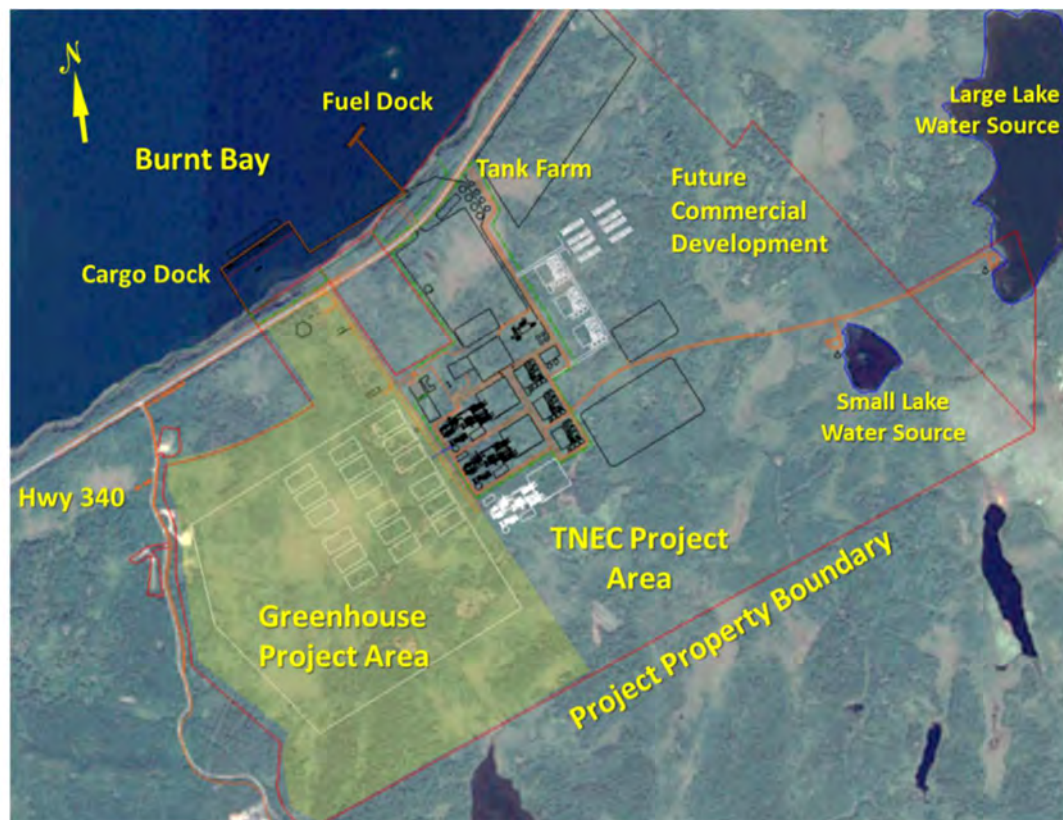 N
Fuel Dock
Burnt Bay
Tank Farm
Large Lake
Water Source
Future
Commercial
Development
Cargo Dock
Small Lake
Water Source
Hwy 340
TNEC Project
Area
Greenhouse
Project Area
Project Property Boundary